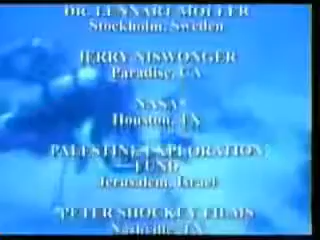 DR. LENNART MOLLER
Stockholm, Sweden
JERRY NISWONGER
Paradise, CA
NASA
Houston, TX
PALESTINE EXPLORATION
FUND
Jerusalem, Israel
PETER SHOCKEY FILMS
Nashville, TN